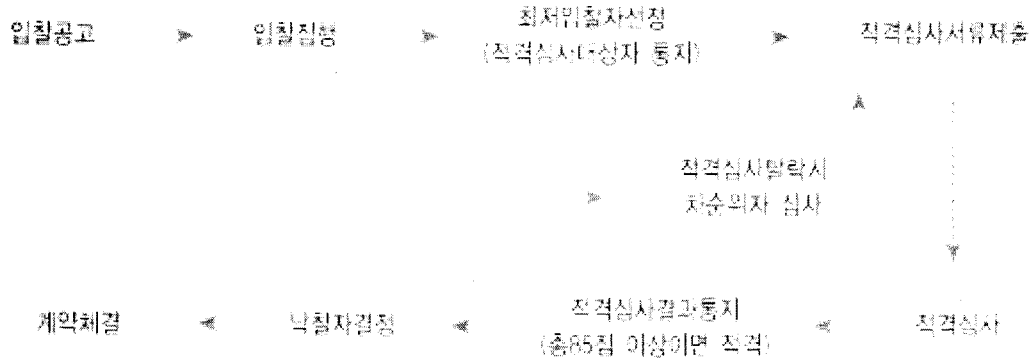 입찰공고
입찰집행
최저입찰자선정
(적격심사대상자 통지)
적격심사서류제출
적격심사탈락시
차순위자 심사
적격심사
적격심사결과통지
(총85점 이상이면 적격)
낙찰자결정
계약체결